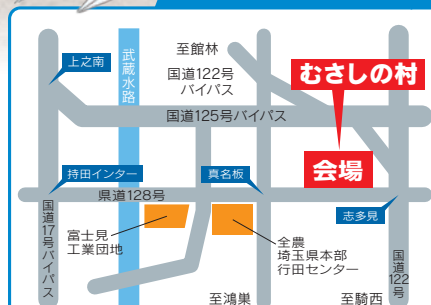 上之南
武蔵水路
至館林
国道122号
バイパス
むさしの村
国道125号バイパス
会場
持田インター
真名板
県道128号
志多見
国道17号バイパス
富士見
工業団地
全農
埼玉県本部
行田センター
国道122号
至鴻巣
至騎西